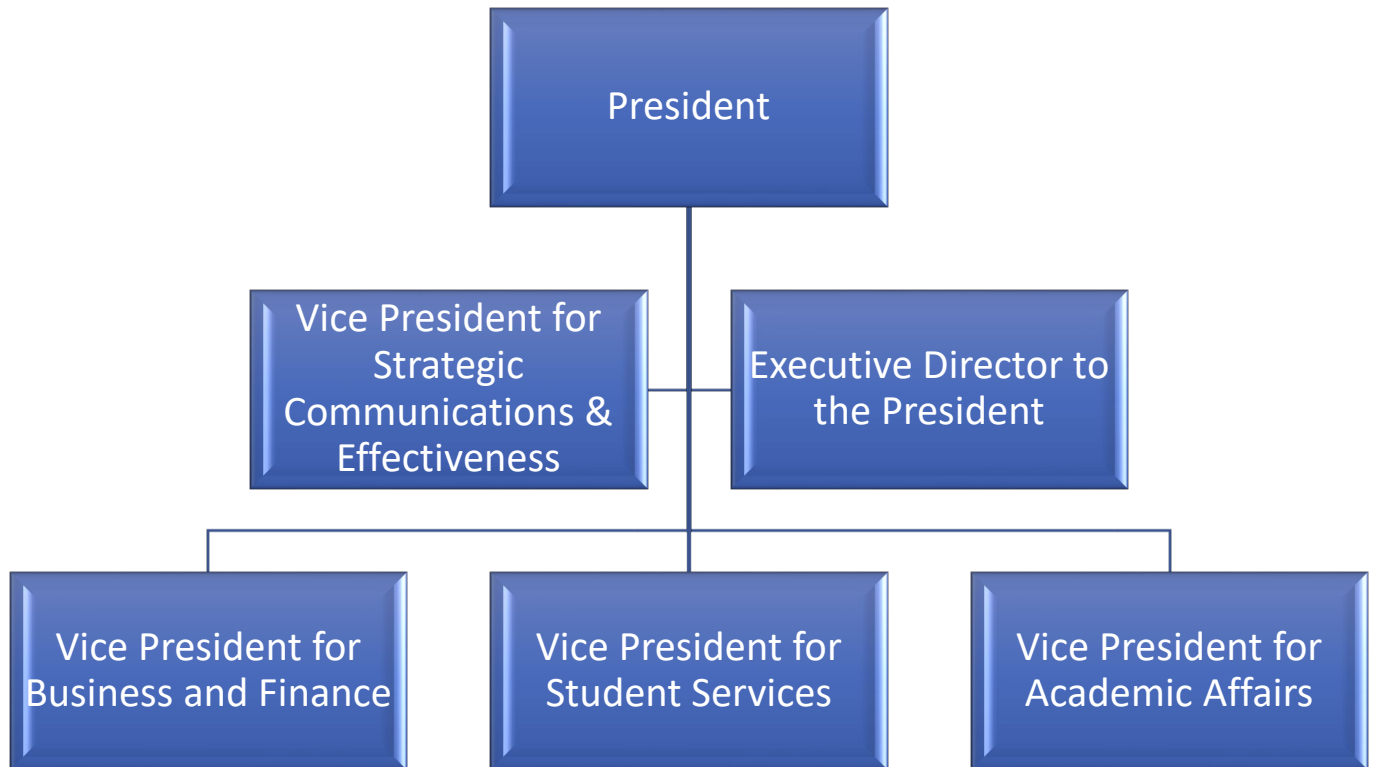 President
Vice President for
Strategic
Communications &
Effectiveness
Executive Director to
the President
Vice President for
Business and Finance
Vice President for
Student Services
Vice President for
Academic Affairs